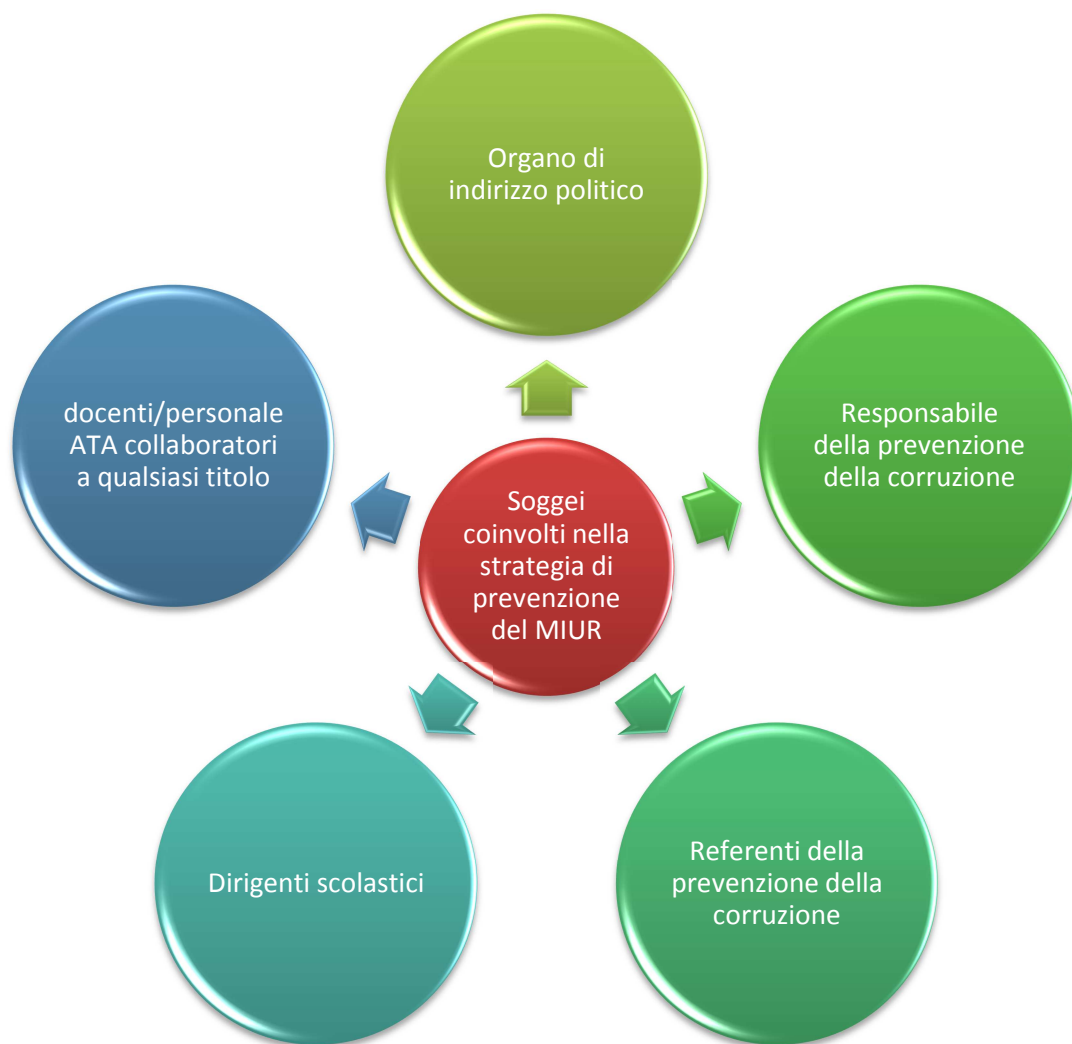 Organo di
indirizzo politico
docenti/personale
ATA collaboratori
a qualsiasi titolo
Responsabile
della prevenzione
della corruzione
Soggei
coinvolti nella
strategia di
prevenzione
del MIUR
Dirigenti scolastici
Referenti della
prevenzione della
corruzione